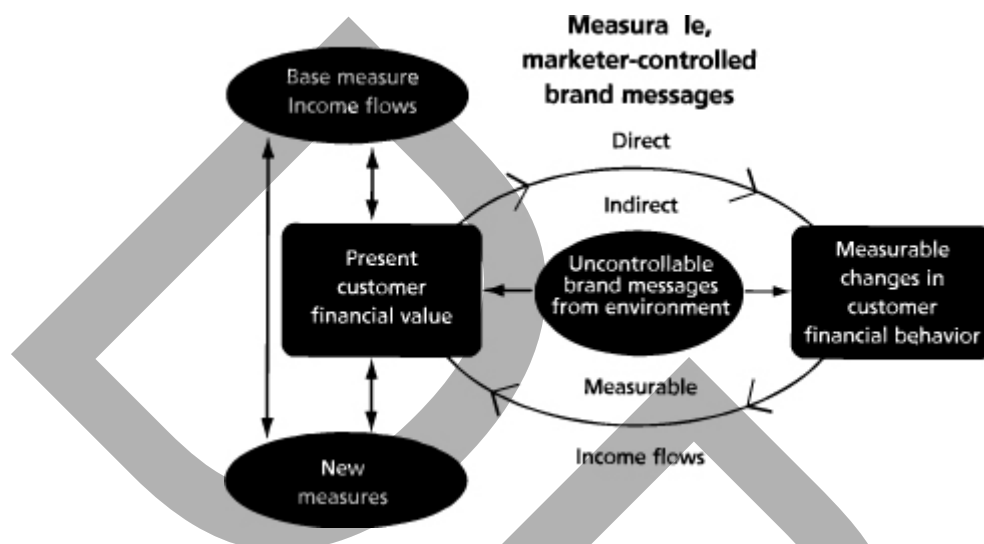 Measura le,
marketer-controlled
brand messages
Base measure
Income flows
Direct
Indirect
Present
customer
financial value
Uncontrollable
brand messages
from environment
Measurable
changes in
customer
financial behavior
Measurable
Income flows
New
measures